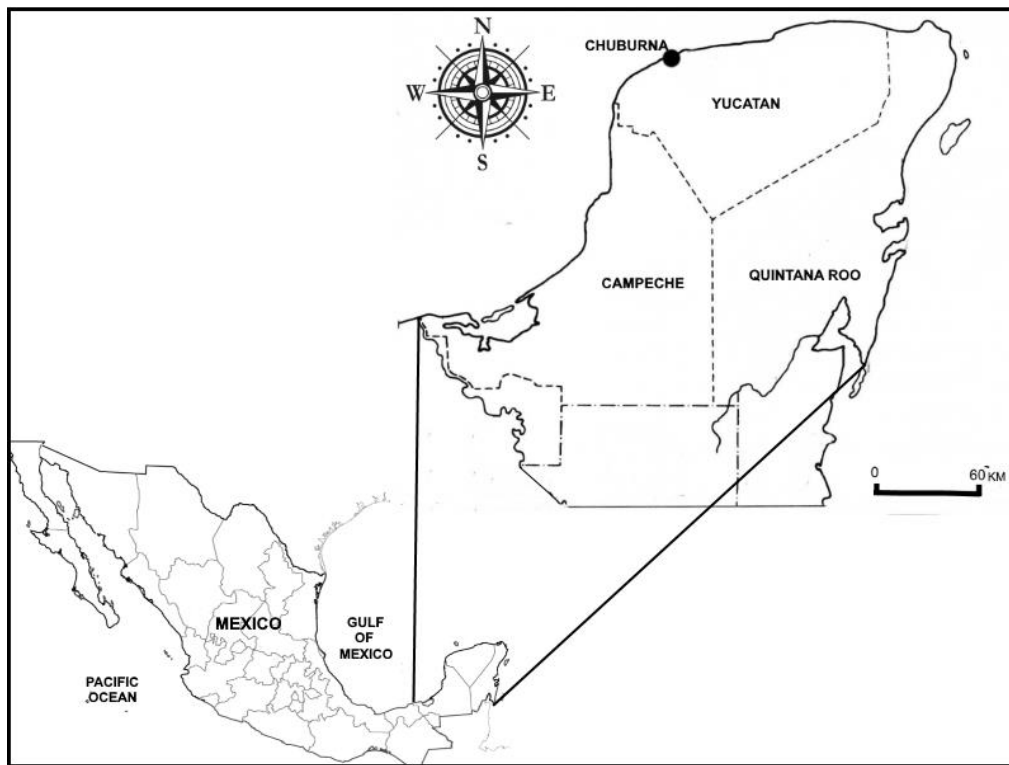 N
W
E
S
CHUBURNA
YUCATAN
CAMPECHE
QUINTANA ROO
0
60 KM
MEXICO
GULF
OF
MEXICO
PACIFIC
OCEAN